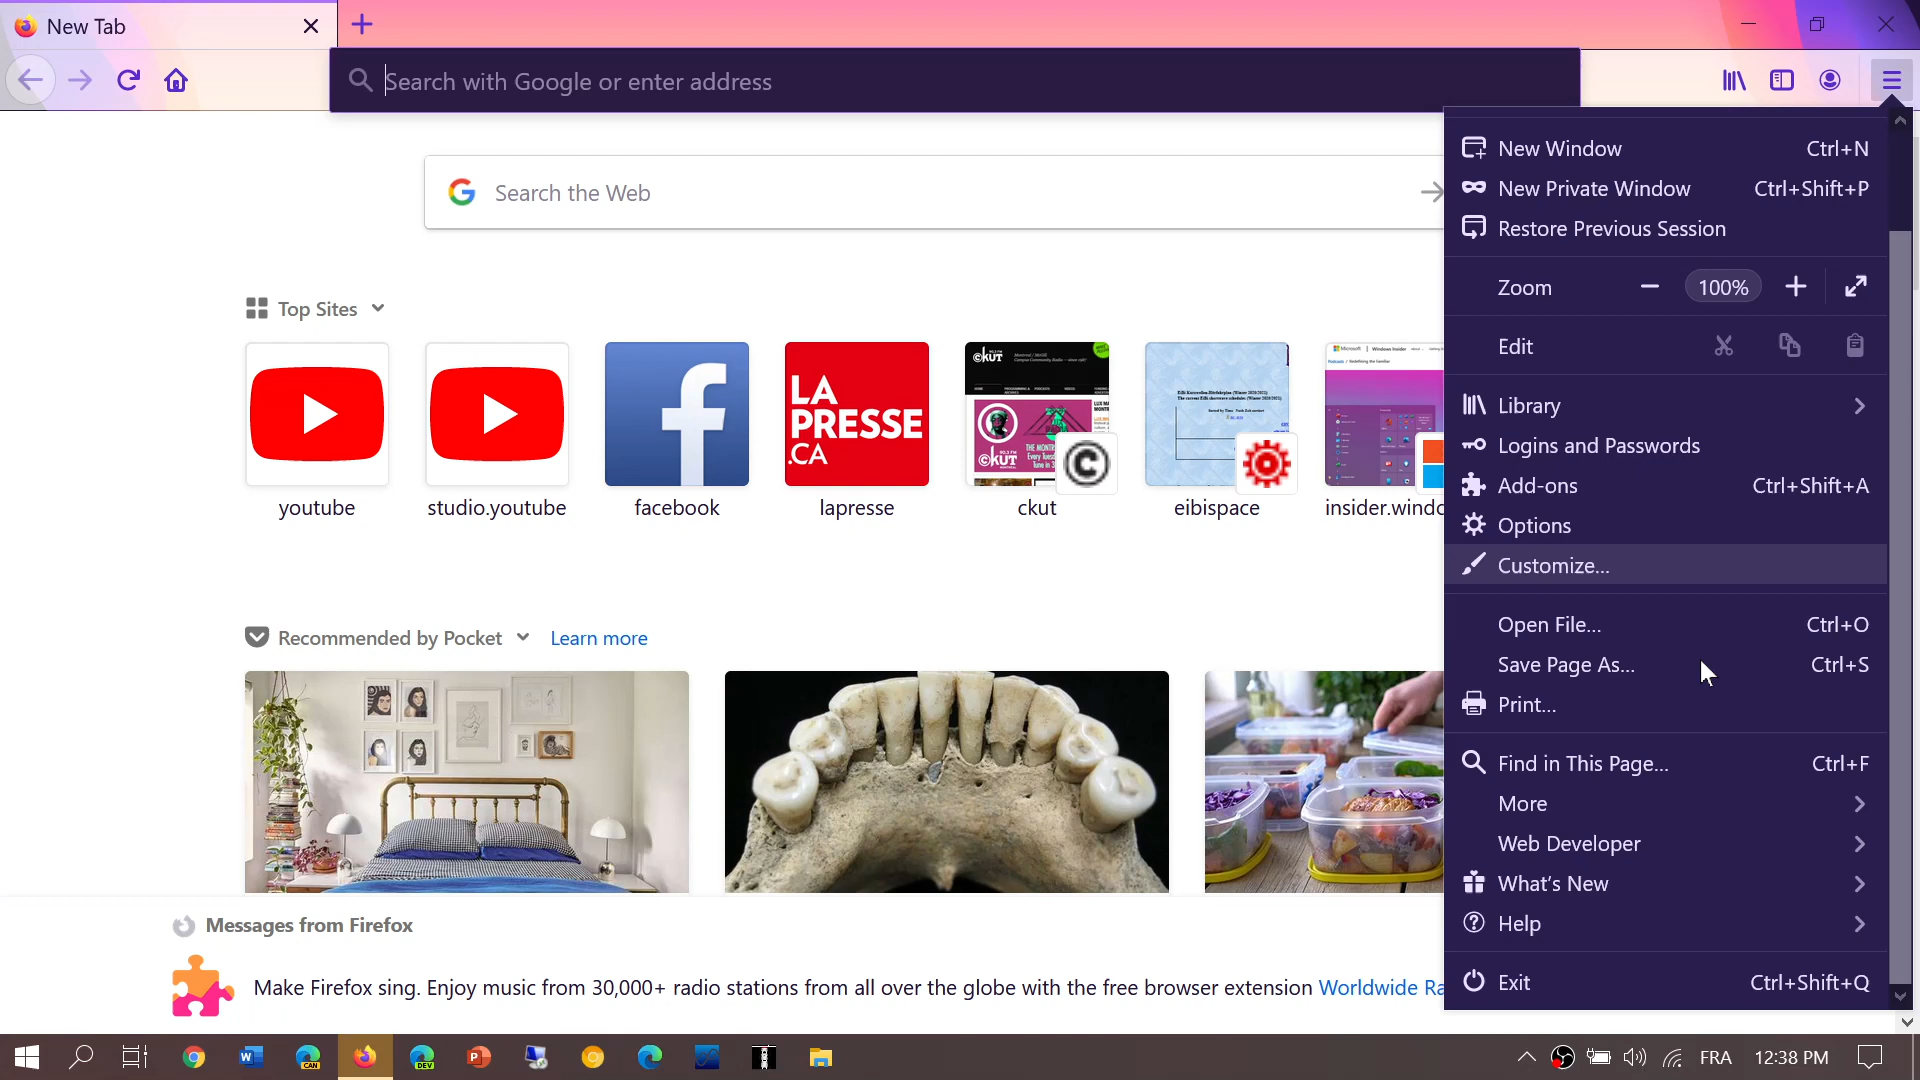 New Tab
Search with Google or enter address
Search the Web
New Window Ctrl+N
New Private Window Ctrl+Shift+P
Restore Previous Session
Zoom 100%
Edit
Library
Logins and Passwords
Add-ons Ctrl+Shift+A
Options
Customize...
Open File... Ctrl+O
Save Page As... Ctrl+S
Print...
Find in This Page... Ctrl+F
More
Web Developer
What's New
Help
Exit Ctrl+Shift+Q
Top Sites
LA
PRESSE
.CA
©KUT
youtube
studio.youtube
facebook
lapresse
ckut
eibispace
insider.windo
Recommended by Pocket Learn more
Messages from Firefox
Make Firefox sing. Enjoy music from 30,000+ radio stations from all over the globe with the free browser extension Worldwide Ra
CAN
DEV
FRA
12:38 PM